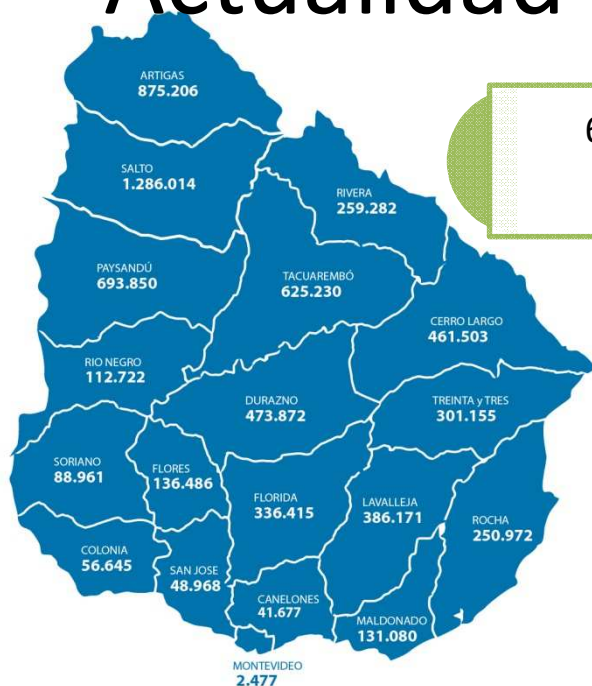 Actualidad
6
ARTIGAS
875.206
SALTO
1.286.014
RIVERA
259.282
PAYSANDÚ
693.850
TACUAREMBÓ
625.230
CERRO LARGO
461.503
RIO NEGRO
112.722
DURAZNO
473.872
TREINTA y TRES
301.155
SORIANO
88.961
FLORES
136.486
FLORIDA
336.415
LAVALLEJA
386.171
ROCHA
250.972
COLONIA
56.645
SAN JOSE
48.968
CANELONES
41.677
MALDONADO
131.080
MONTEVIDEO
2.477